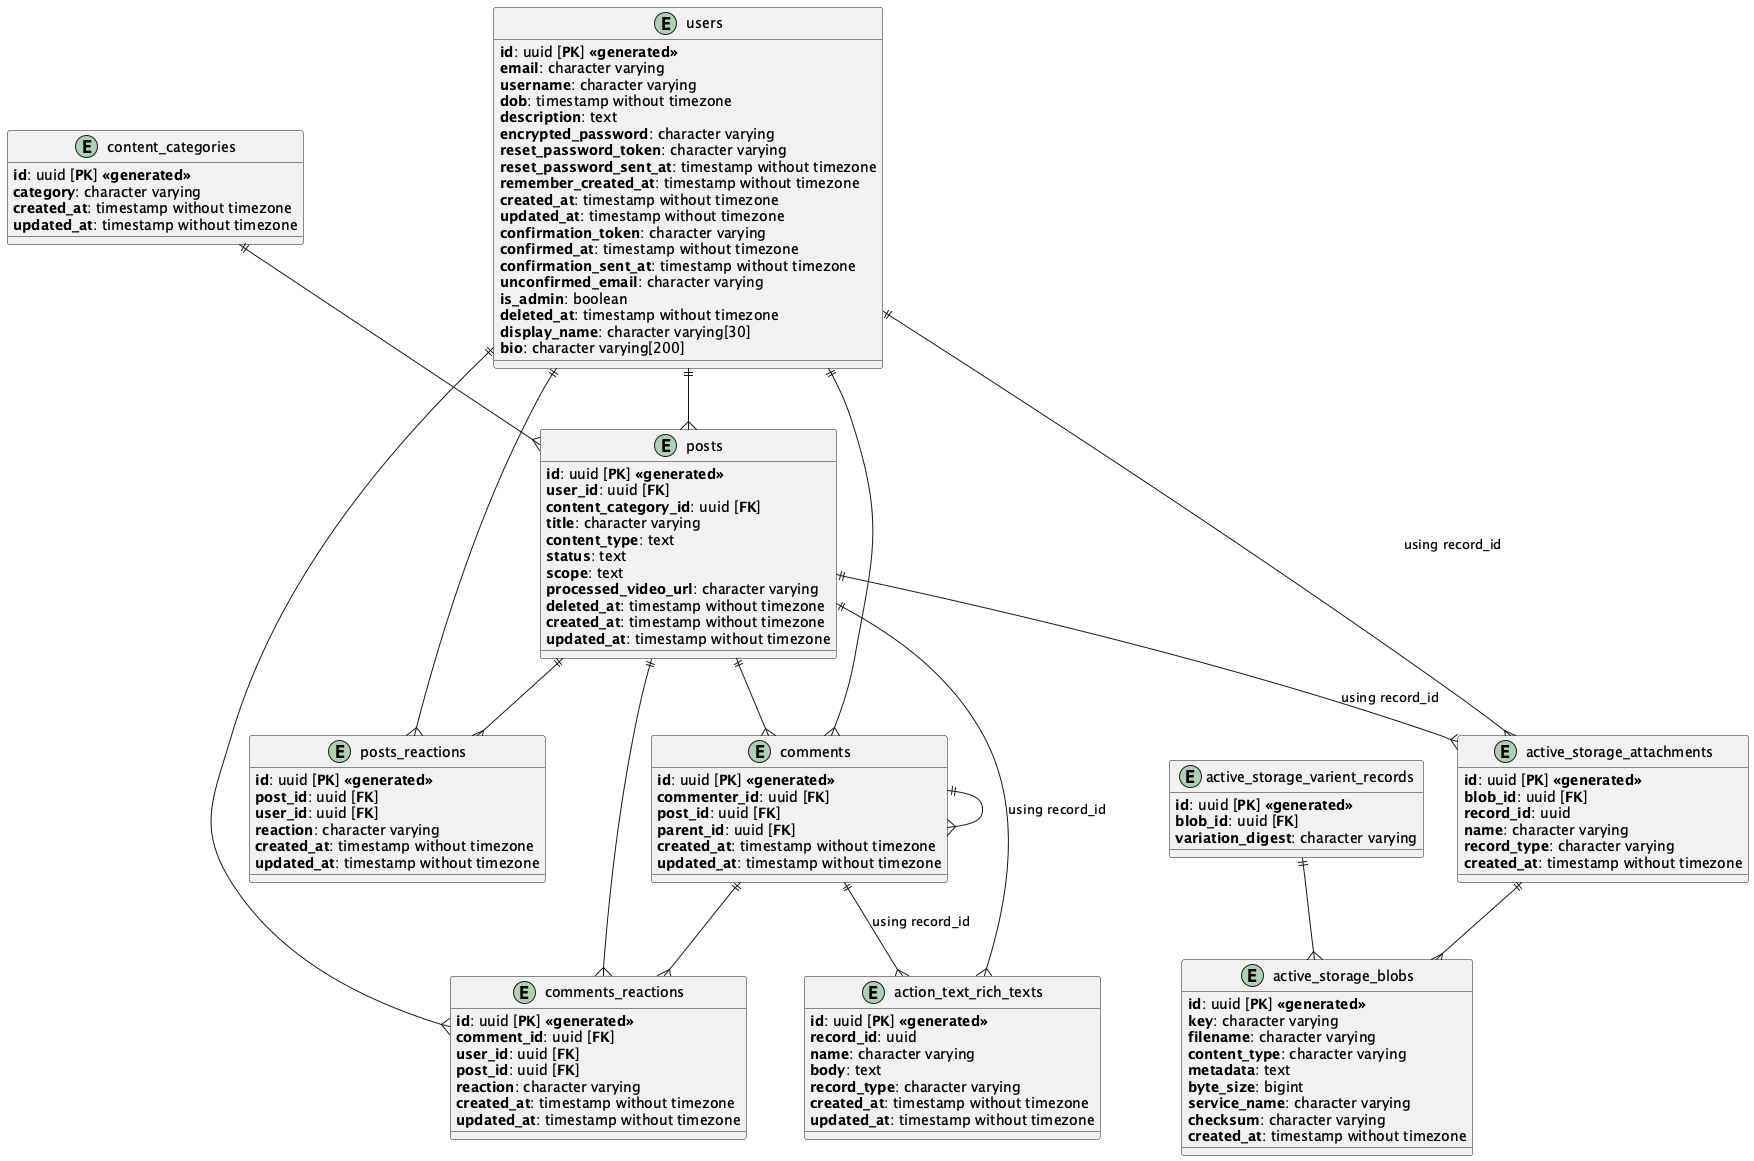 E users
id: uuid [PK] «generated»
email: character varying
username: character varying
dob: timestamp without timezone
description: text
encrypted_password: character varying
reset_password_token: character varying
reset_password_sent_at: timestamp without timezone
remember_created_at: timestamp without timezone
created_at: timestamp without timezone
updated_at: timestamp without timezone
confirmation_token: character varying
confirmed_at: timestamp without timezone
confirmation_sent_at: timestamp without timezone
unconfirmed_email: character varying
is_admin: boolean
deleted_at: timestamp without timezone
display_name: character varying[30]
bio: character varying[200]
E content_categories
id: uuid [PK] «generated»
category: character varying
created_at: timestamp without timezone
updated_at: timestamp without timezone
E posts
id: uuid [PK] «generated»
user_id: uuid [FK]
content_category_id: uuid [FK]
title: character varying
content_type: text
status: text
scope: text
processed_video_url: character varying
deleted_at: timestamp without timezone
created_at: timestamp without timezone
updated_at: timestamp without timezone
using record_id
using record_id
E posts_reactions
id: uuid [PK] «generated»
post_id: uuid [FK]
user_id: uuid [FK]
reaction: character varying
created_at: timestamp without timezone
updated_at: timestamp without timezone
E comments
id: uuid [PK] «generated»
commenter_id: uuid [FK]
post_id: uuid [FK]
parent_id: uuid [FK]
created_at: timestamp without timezone
updated_at: timestamp without timezone
using record_id
E active_storage_varient_records
id: uuid [PK] «generated»
blob_id: uuid [FK]
variation_digest: character varying
E active_storage_attachments
id: uuid [PK] «generated»
blob_id: uuid [FK]
record_id: uuid
name: character varying
record_type: character varying
created_at: timestamp without timezone
using record_id
E comments_reactions
id: uuid [PK] «generated»
comment_id: uuid [FK]
user_id: uuid [FK]
post_id: uuid [FK]
reaction: character varying
created_at: timestamp without timezone
updated_at: timestamp without timezone
E action_text_rich_texts
id: uuid [PK] «generated»
record_id: uuid
name: character varying
body: text
record_type: character varying
created_at: timestamp without timezone
updated_at: timestamp without timezone
E active_storage_blobs
id: uuid [PK] «generated»
key: character varying
filename: character varying
content_type: character varying
metadata: text
byte_size: bigint
service_name: character varying
checksum: character varying
created_at: timestamp without timezone